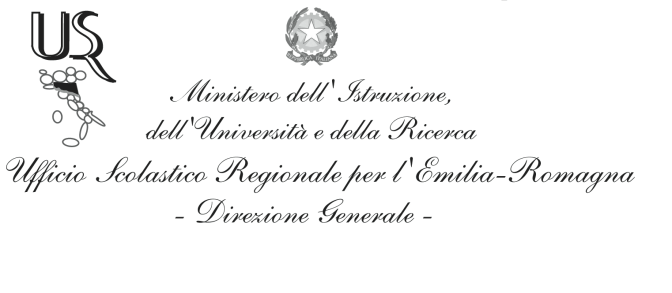 USR
Ministero dell'Istruzione,
dell'Università e della Ricerca
Ufficio Scolastico Regionale per l'Emilia-Romagna
- Direzione Generale -